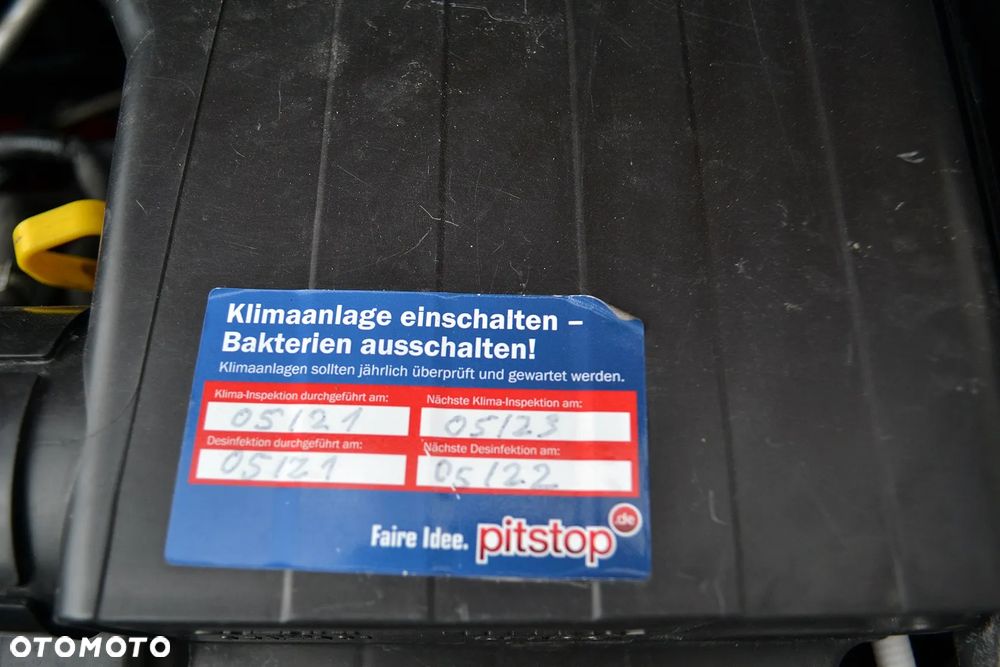 Klimaanlage einschalten –
Bakterien ausschalten!
Klimaanlagen sollten jährlich überprüft und gewartet werden.
Klima-Inspektion durchgeführt am: Nächste Klima-Inspektion am:
05/21 05/23
Desinfektion durchgeführt am: Nächste Desinfektion am:
05/21 05/22
Faire Idee. pitstop.de
OTOMOTO